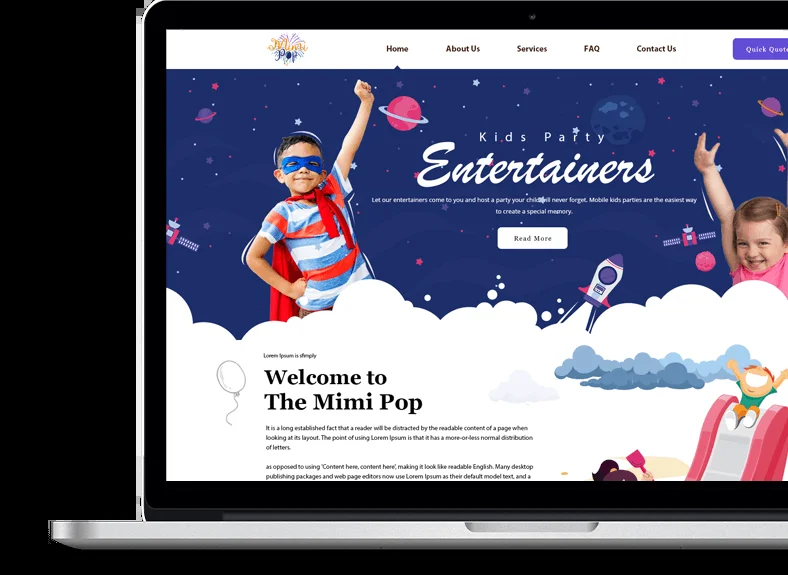 Mimi
Pop
Home
About Us
Services
FAQ
Contact Us
Quick Quote
Kids Party
Entertainers
Let our entertainers come to you and host a party your child will never forget. Mobile kids parties are the easiest way
to create a special memory.
Read More
Lorem Ipsum is sfimply
Welcome to
The Mimi Pop
It is a long established fact that a reader will be distracted by the readable content of a page when
looking at its layout. The point of using Lorem Ipsum is that it has a more-or-less normal distribution
of letters.
as opposed to using 'Content here, content here', making it look like readable English. Many desktop
publishing packages and web page editors now use Lorem Ipsum as their default model text, and a